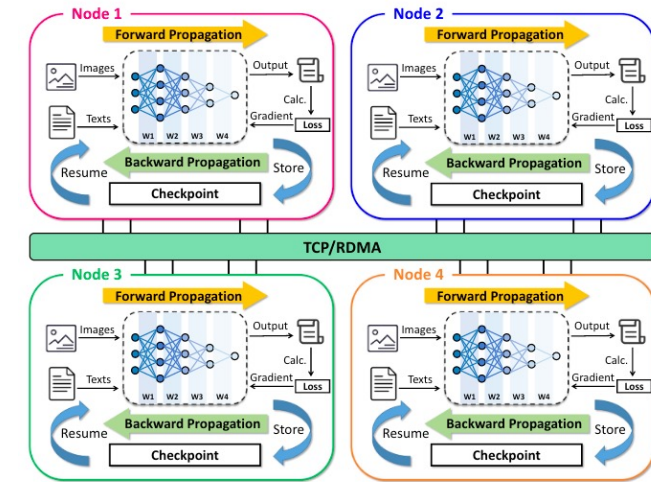 Node 1
Forward Propagation
Images
Output
Calc.
Texts
Gradient
Loss
W1 W2 W3 W4
Backward Propagation
Resume
Store
Checkpoint
Node 2
Forward Propagation
Images
Output
Calc.
Texts
Gradient
Loss
W1 W2 W3 W4
Backward Propagation
Resume
Store
Checkpoint
TCP/RDMA
Node 3
Forward Propagation
Images
Output
Calc.
Texts
Gradient
Loss
W1 W2 W3 W4
Backward Propagation
Resume
Store
Checkpoint
Node 4
Forward Propagation
Images
Output
Calc.
Texts
Gradient
Loss
W1 W2 W3 W4
Backward Propagation
Resume
Store
Checkpoint